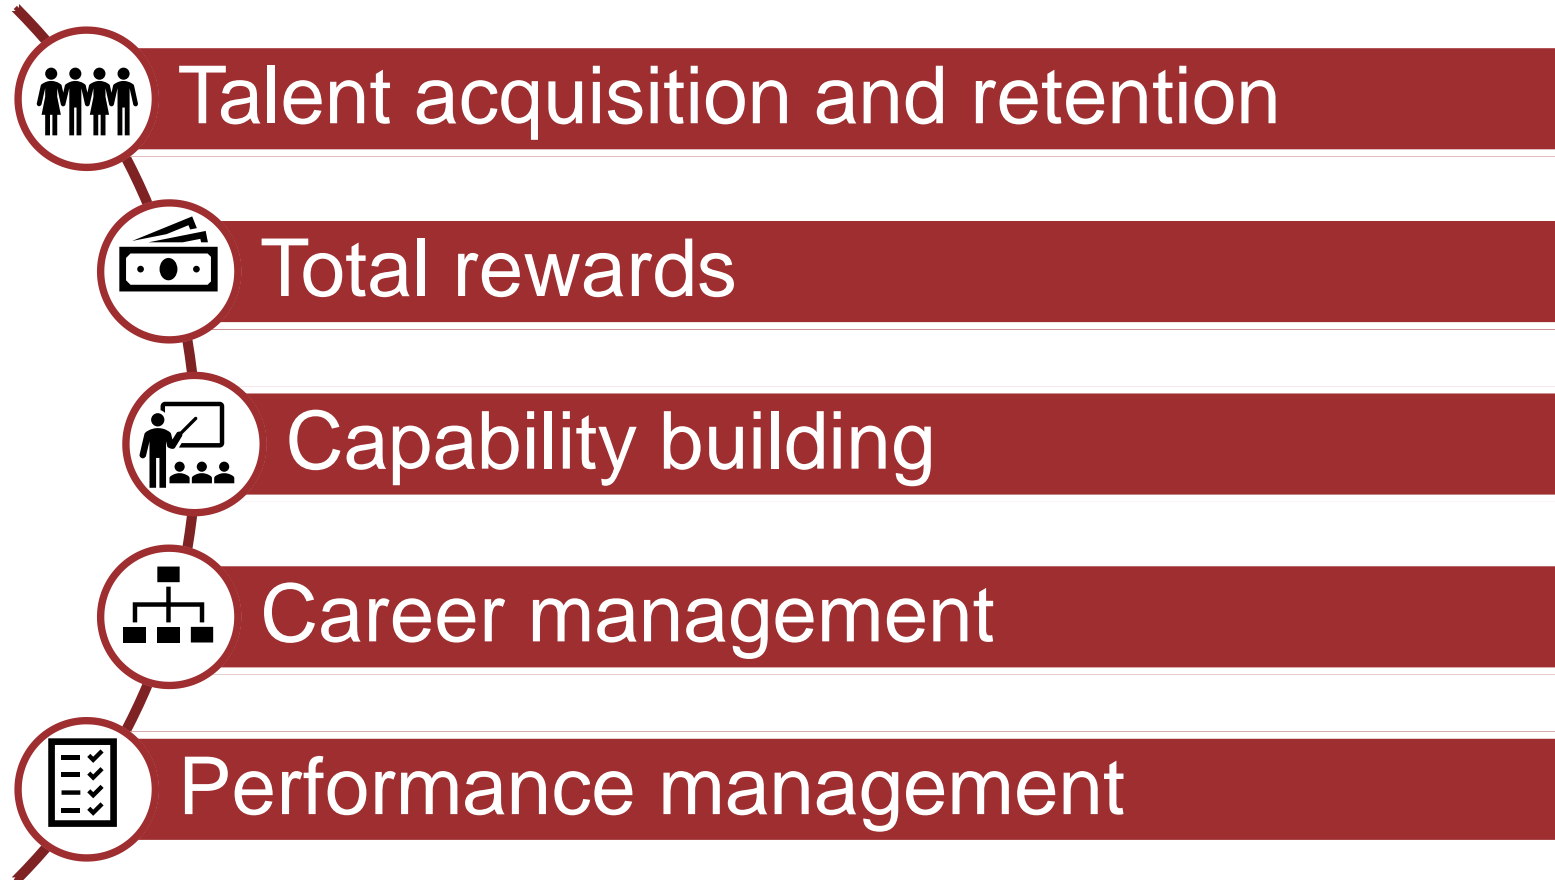 Talent acquisition and retention
Total rewards
Capability building
Career management
Performance management